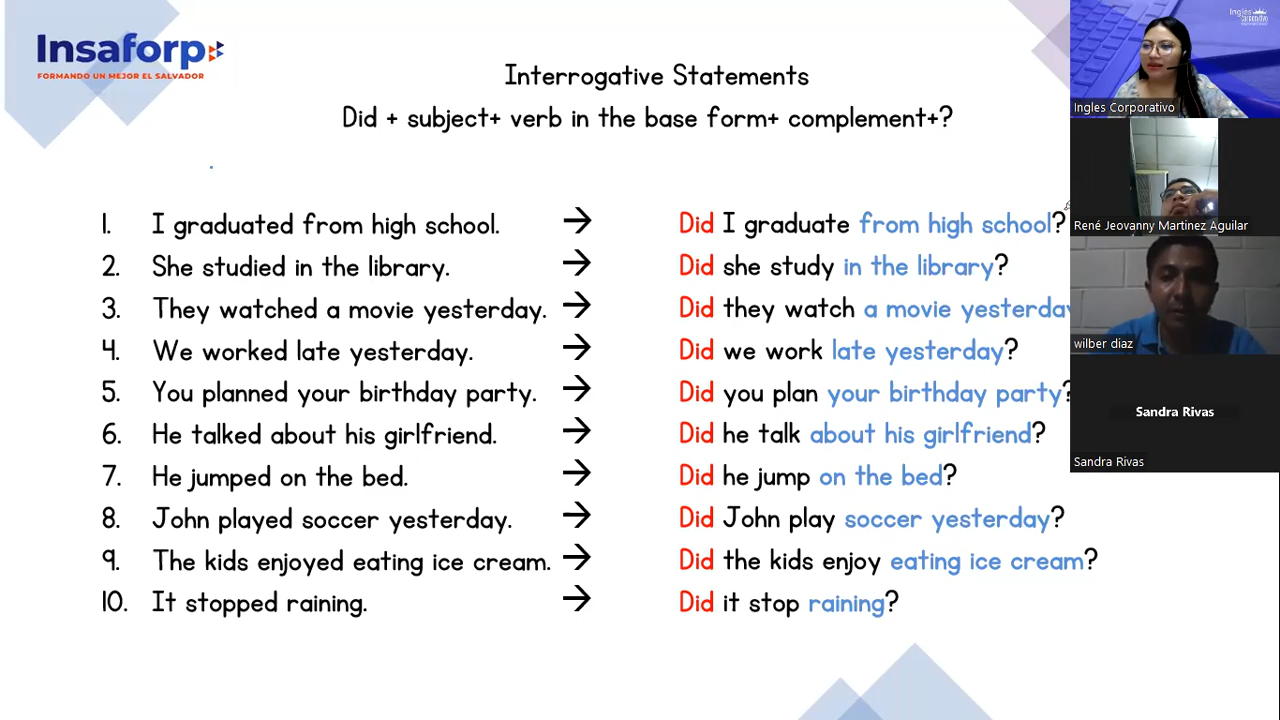 Insaforp
FORMANDO UN MEJOR EL SALVADOR
Interrogative Statements
Did + subject+ verb in the base form+ complement+?
1. I graduated from high school. → Did I graduate from high school?
2. She studied in the library. → Did she study in the library?
3. They watched a movie yesterday. → Did they watch a movie yesterday
4. We worked late yesterday. → Did we work late yesterday?
5. You planned your birthday party. → Did you plan your birthday party?
6. He talked about his girlfriend. → Did he talk about his girlfriend?
7. He jumped on the bed. → Did he jump on the bed?
8. John played soccer yesterday. → Did John play soccer yesterday?
9. The kids enjoyed eating ice cream. → Did the kids enjoy eating ice cream?
10. It stopped raining. → Did it stop raining?
Ingles
Corporativo
Ingles Corporativo
René Jeovanny Martinez Aguilar
wilber diaz
Sandra Rivas
Sandra Rivas